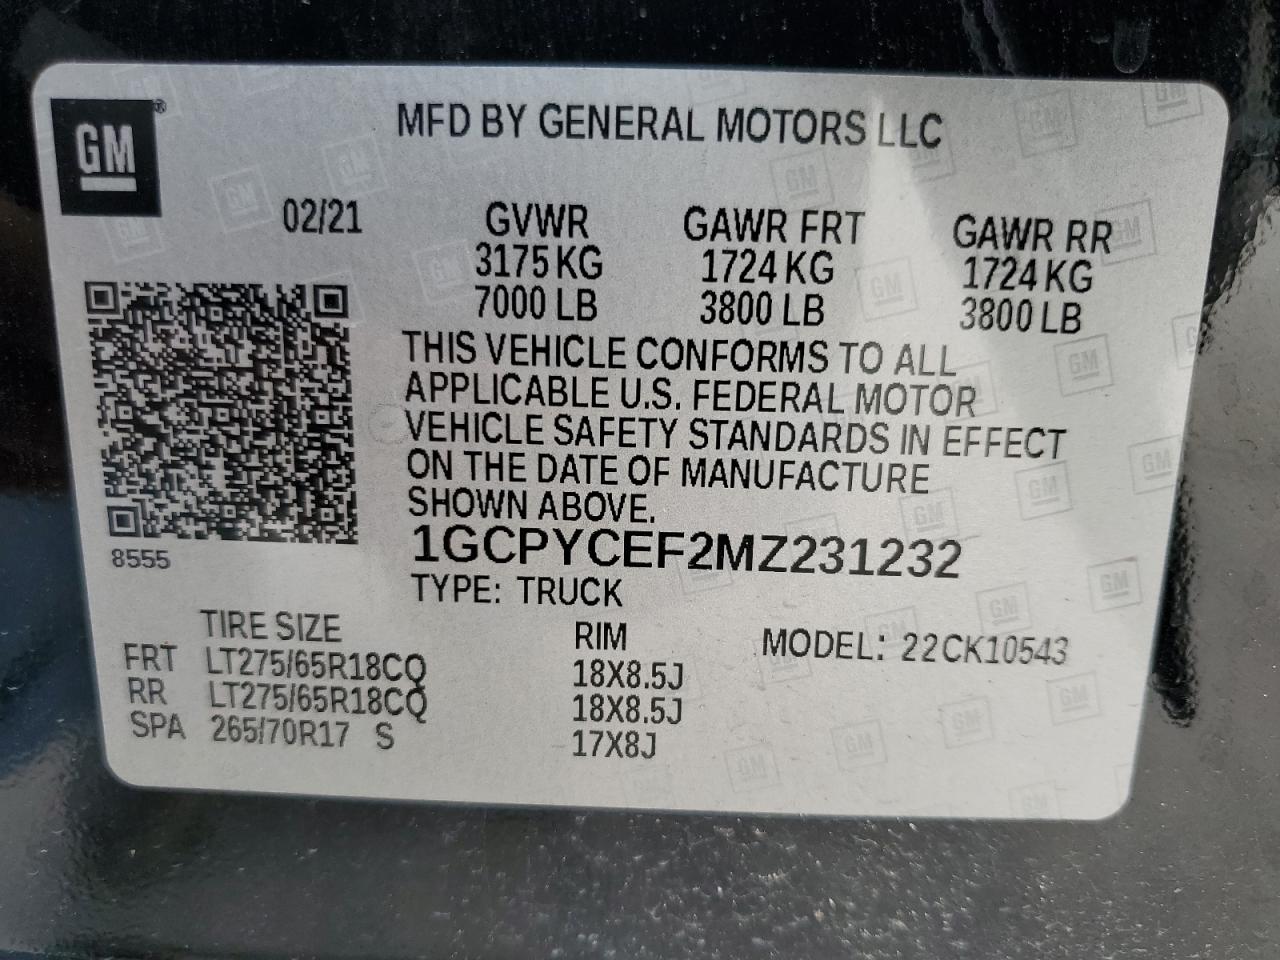 GM®
MFD BY GENERAL MOTORS LLC
02/21 GVWR GAWR FRT GAWR RR
3175 KG 1724 KG 1724 KG
7000 LB 3800 LB 3800 LB
THIS VEHICLE CONFORMS TO ALL
APPLICABLE U.S. FEDERAL MOTOR
VEHICLE SAFETY STANDARDS IN EFFECT
ON THE DATE OF MANUFACTURE
SHOWN ABOVE.
8555
1GCPYCEF2MZ231232
TYPE: TRUCK
TIRE SIZE RIM MODEL: 22CK10543
FRT LT275/65R18CQ 18X8.5J
RR LT275/65R18CQ 18X8.5J
SPA 265/70R17 S 17X8J